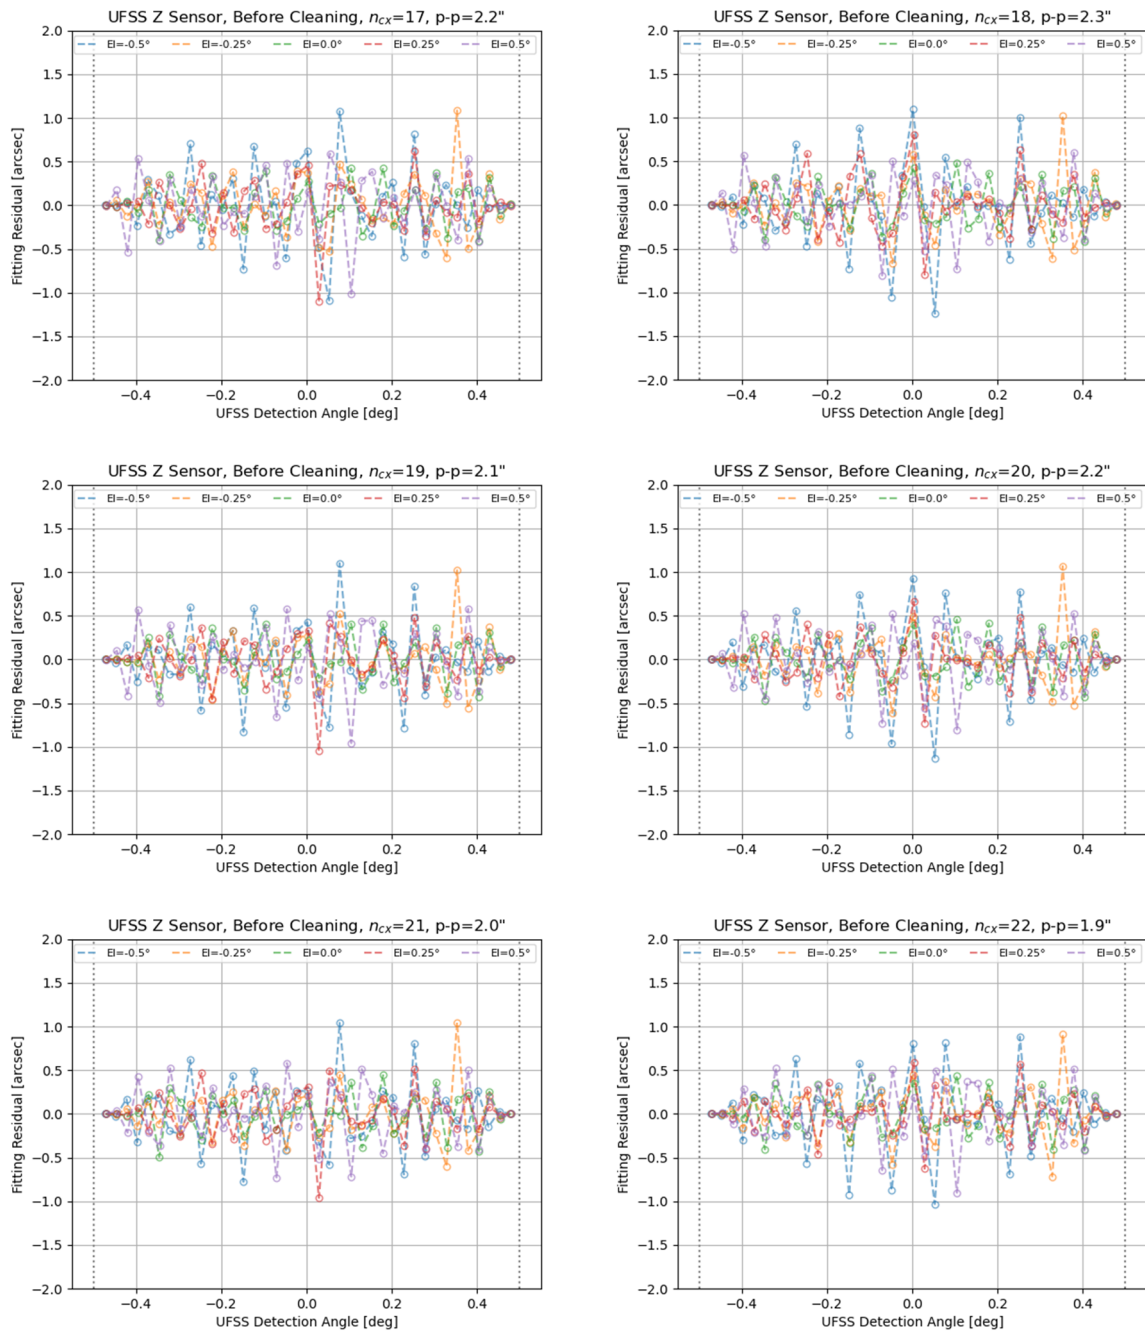 UFSS Z Sensor, Before Cleaning, n_cx=17, p-p=2.2"
El=-0.5° El=-0.25° El=0.0° El=0.25° El=0.5°
2.0
1.5
1.0
0.5
0.0
−0.5
−1.0
−1.5
−2.0
Fitting Residual [arcsec]
−0.4 −0.2 0.0 0.2 0.4
UFSS Detection Angle [deg]
UFSS Z Sensor, Before Cleaning, n_cx=18, p-p=2.3"
El=-0.5° El=-0.25° El=0.0° El=0.25° El=0.5°
2.0
1.5
1.0
0.5
0.0
−0.5
−1.0
−1.5
−2.0
Fitting Residual [arcsec]
−0.4 −0.2 0.0 0.2 0.4
UFSS Detection Angle [deg]
UFSS Z Sensor, Before Cleaning, n_cx=19, p-p=2.1"
El=-0.5° El=-0.25° El=0.0° El=0.25° El=0.5°
2.0
1.5
1.0
0.5
0.0
−0.5
−1.0
−1.5
−2.0
Fitting Residual [arcsec]
−0.4 −0.2 0.0 0.2 0.4
UFSS Detection Angle [deg]
UFSS Z Sensor, Before Cleaning, n_cx=20, p-p=2.2"
El=-0.5° El=-0.25° El=0.0° El=0.25° El=0.5°
2.0
1.5
1.0
0.5
0.0
−0.5
−1.0
−1.5
−2.0
Fitting Residual [arcsec]
−0.4 −0.2 0.0 0.2 0.4
UFSS Detection Angle [deg]
UFSS Z Sensor, Before Cleaning, n_cx=21, p-p=2.0"
El=-0.5° El=-0.25° El=0.0° El=0.25° El=0.5°
2.0
1.5
1.0
0.5
0.0
−0.5
−1.0
−1.5
−2.0
Fitting Residual [arcsec]
−0.4 −0.2 0.0 0.2 0.4
UFSS Detection Angle [deg]
UFSS Z Sensor, Before Cleaning, n_cx=22, p-p=1.9"
El=-0.5° El=-0.25° El=0.0° El=0.25° El=0.5°
2.0
1.5
1.0
0.5
0.0
−0.5
−1.0
−1.5
−2.0
Fitting Residual [arcsec]
−0.4 −0.2 0.0 0.2 0.4
UFSS Detection Angle [deg]